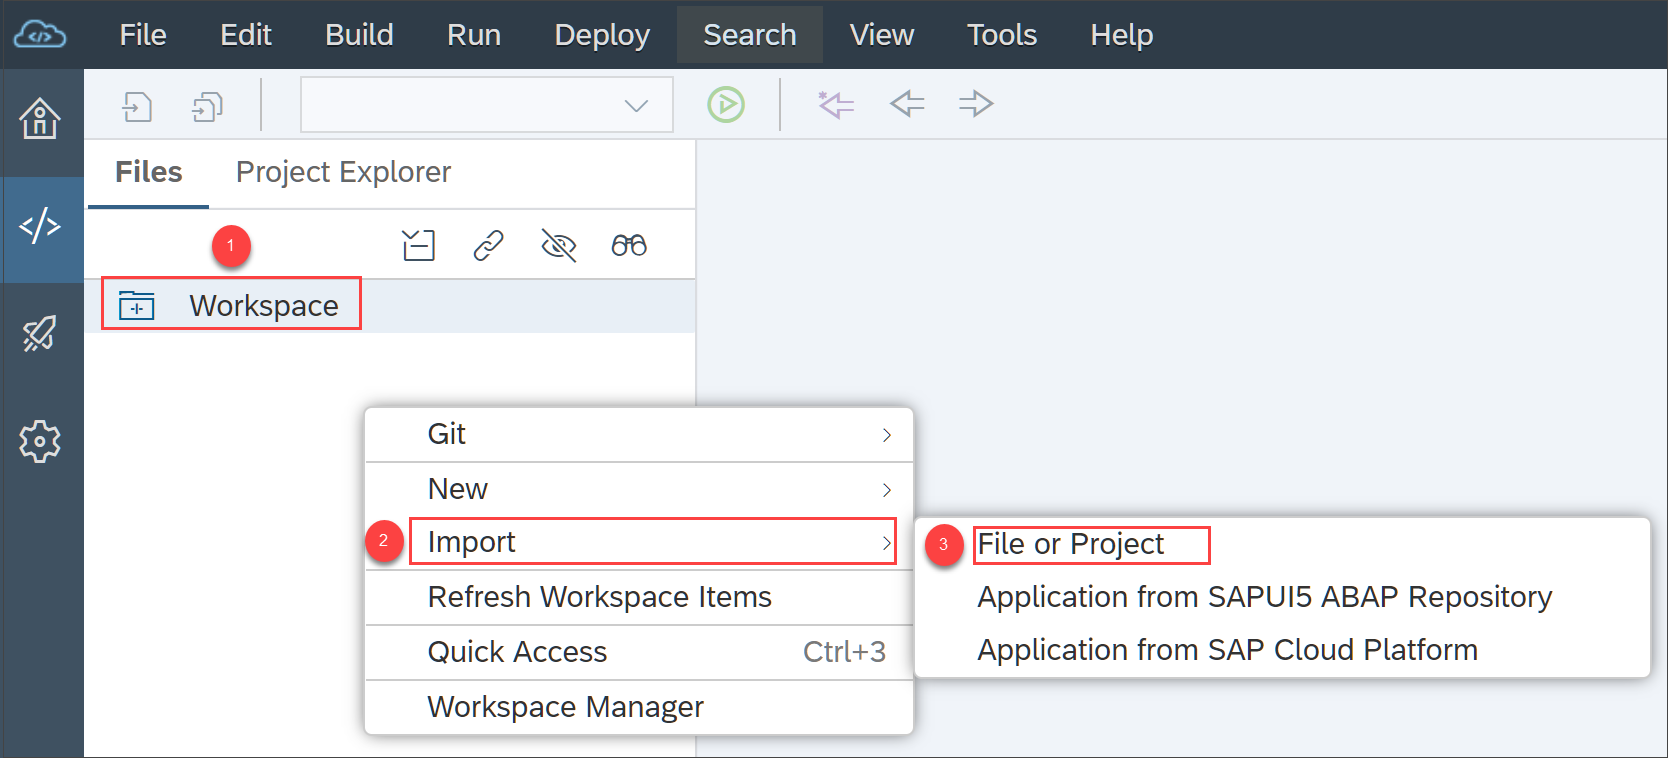 File Edit Build Run Deploy Search View Tools Help
Files Project Explorer
1
Workspace
Git
New
2 Import
3 File or Project
Refresh Workspace Items
Application from SAPUI5 ABAP Repository
Quick Access Ctrl+3
Application from SAP Cloud Platform
Workspace Manager